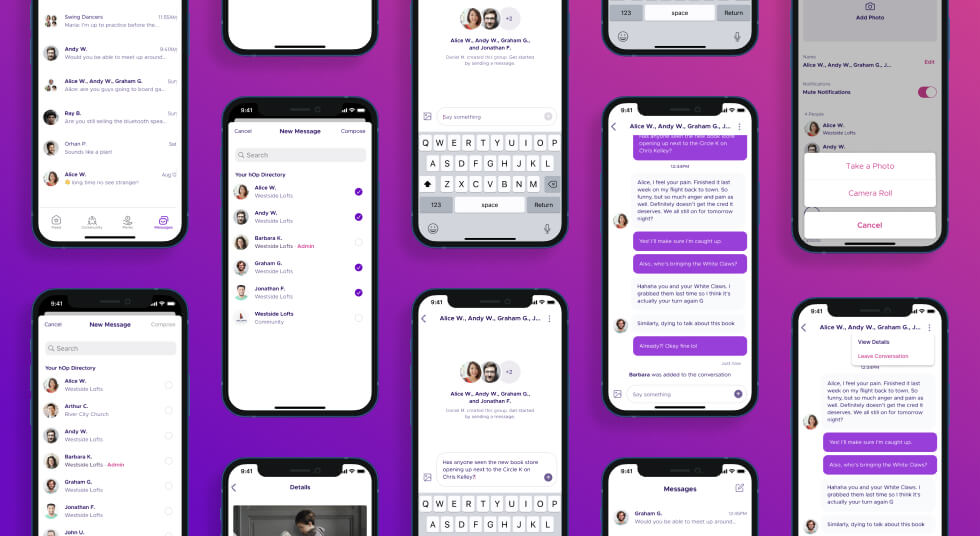 Swing Dancers
11:55AM
Maria: I'm up to practice before the...
Andy W.
9:40AM
Would you be able to meet up around...
Alice W., Andy W., Graham G.
Sun
Alice: are you guys going to board ga...
Ray B.
Sun
Are you still selling the bluetooth spea...
Orhan P.
Sat
Sounds like a plan!
Alice W.
Aug 12
long time no see stranger!
Feed
Community
Perks
Messages
9:41
New Message
Cancel
Compose
Search
Your hOp Directory
Alice W.
Westside Lofts
Arthur C.
River City Church
Andy W.
Westside Lofts
Barbara K.
Westside Lofts · Admin
Graham G.
Westside Lofts
Jonathan F.
Westside Lofts
John U.
9:41
Cancel
New Message
Compose
Search
Your hOp Directory
Alice W.
Westside Lofts
Andy W.
Westside Lofts
Barbara K.
Westside Lofts · Admin
Graham G.
Westside Lofts
Jonathan F.
Westside Lofts
Westside Lofts
Community
9:41
Details
+2
Alice W., Andy W., Graham G.,
and Jonathan F.
Daniel M. created this group. Get started
by sending a message.
Say something
Q W E R T Y U I O P
A S D F G H J K L
Z X C V B N M
123
space
Return
9:41
Alice W., Andy W., Graham G., J...
+2
Alice W., Andy W., Graham G.,
and Jonathan F.
Daniel M. created this group. Get started
by sending a message.
Has anyone seen the new book store
opening up next to the Circle K on
Chris Kelley?
Q W E R T Y U I O P
A S D F G H J K L
123
space
Return
9:41
Alice W., Andy W., Graham G., J...
Has anyone seen the new book store
opening up next to the Circle K on
Chris Kelley?
12:34PM
Alice, I feel your pain. Finished it last
week on my flight back to town. So
funny, but so much anger and pain as
well. Definitely doesn't get the cred it
deserves. We all still on for tomorrow
night?
Yes! I'll make sure I'm caught up.
Also, who's bringing the White Claws?
Hahaha you and your White Claws. I
grabbed them last time so I think it's
actually your turn again G
Similarly, dying to talk about this book
Already?! Okay fine lol
Just now
Barbara was added to the conversation
Say something
9:41
Messages
Graham G.
12:45PM
Would you be able to meet up around...
Add Photo
Name
Alice W., Andy W., Graham G., J...
Edit
Notifications
Mute Notifications
4 People
Alice W.
Westside Lofts
Andy W.
Take a Photo
Camera Roll
Cancel
9:41
Alice W., Andy W., Graham G., J...
View Details
Leave Conversation
12:34PM
Alice, I feel your pain. Finished it last
week on my flight back to town. So
funny, but so much anger and pain as
well. Definitely doesn't get the cred it
deserves. We all still on for tomorrow
night?
Yes! I'll make sure I'm caught up.
Also, who's bringing the White Claws?
Hahaha you and your White Claws. I
grabbed them last time so I think it's
actually your turn again G
Similarly, dying to talk about this book